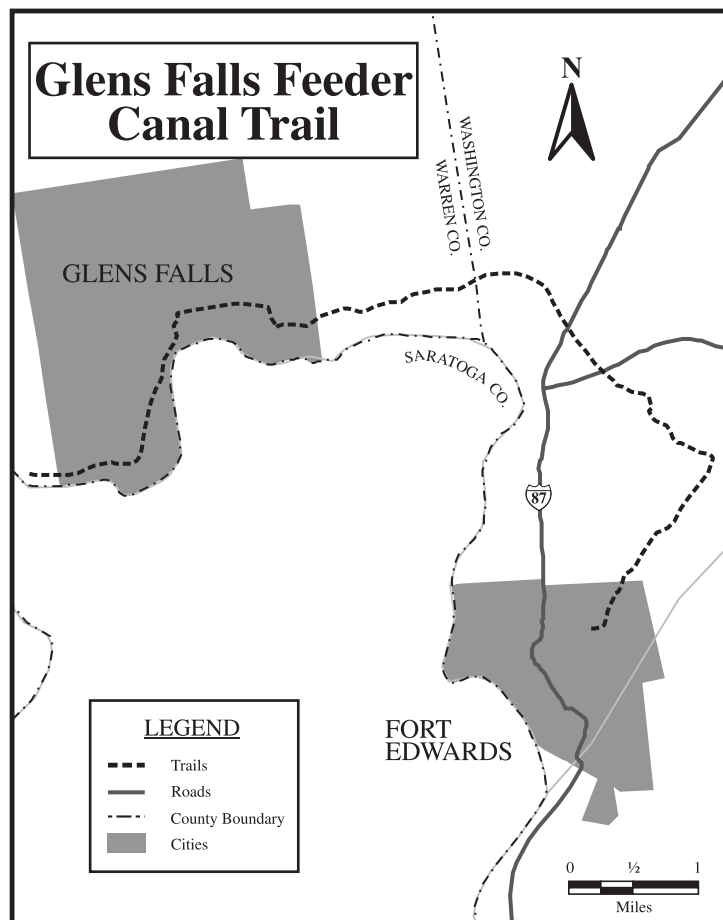 Glens Falls Feeder
Canal Trail
N
WASHINGTON CO.
WARREN CO.
GLENS FALLS
SARATOGA CO.
87
FORT
EDWARDS
LEGEND
Trails
Roads
County Boundary
Cities
0 ½ 1
Miles